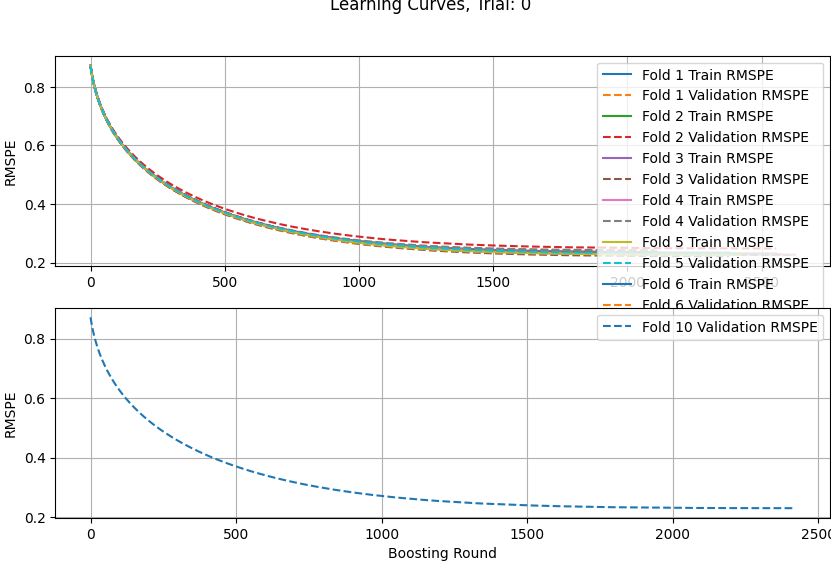 Learning Curves, Trial: 0
RMSPE
0.8
0.6
0.4
0.2
0
500
1000
1500
2000
Fold 1 Train RMSPE
Fold 1 Validation RMSPE
Fold 2 Train RMSPE
Fold 2 Validation RMSPE
Fold 3 Train RMSPE
Fold 3 Validation RMSPE
Fold 4 Train RMSPE
Fold 4 Validation RMSPE
Fold 5 Train RMSPE
Fold 5 Validation RMSPE
Fold 6 Train RMSPE
Fold 6 Validation RMSPE
Fold 10 Validation RMSPE
RMSPE
0.8
0.6
0.4
0.2
0
500
1000
1500
2000
2500
Boosting Round